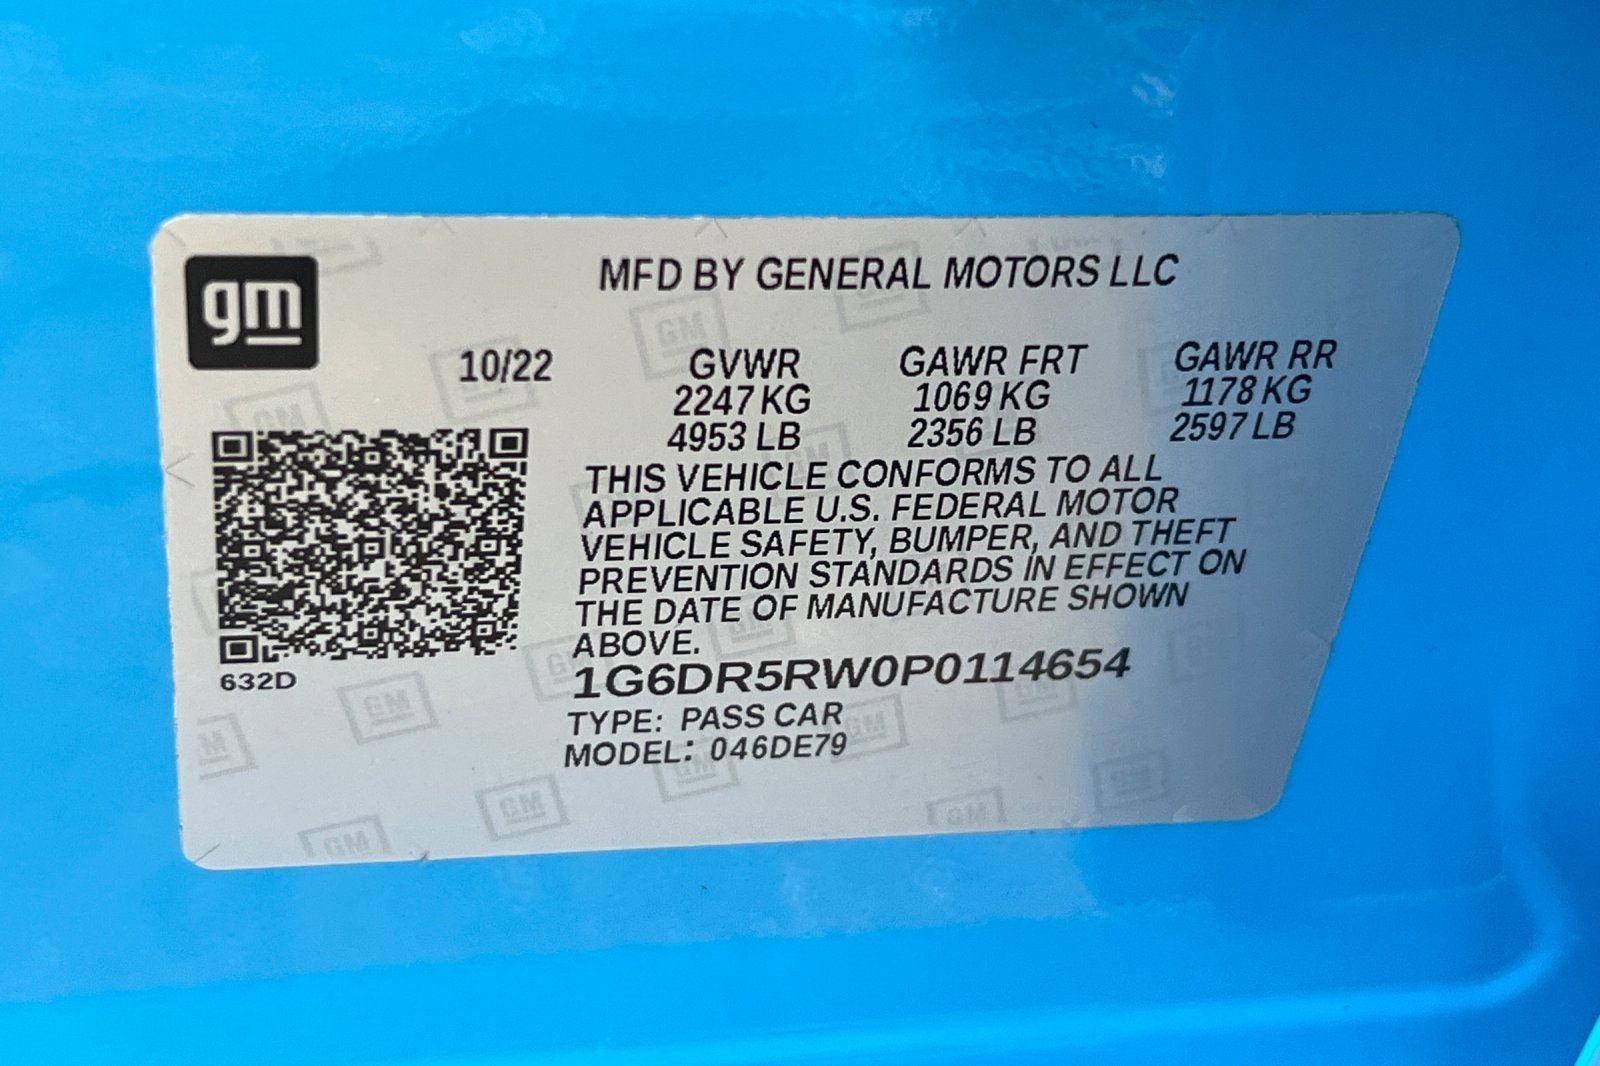 gm
MFD BY GENERAL MOTORS LLC
10/22 GVWR GAWR FRT GAWR RR
2247 KG 1069 KG 1178 KG
4953 LB 2356 LB 2597 LB
THIS VEHICLE CONFORMS TO ALL
APPLICABLE U.S. FEDERAL MOTOR
VEHICLE SAFETY, BUMPER, AND THEFT
PREVENTION STANDARDS IN EFFECT ON
THE DATE OF MANUFACTURE SHOWN
ABOVE.
632D
1G6DR5RW0P0114654
TYPE: PASS CAR
MODEL: 046DE79